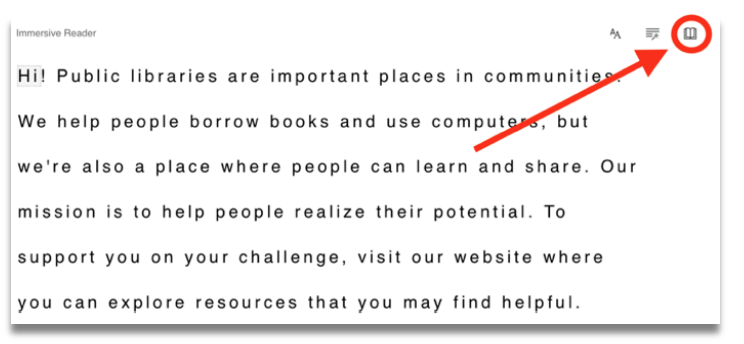 Immersive Reader
Hi! Public libraries are important places in communities.
We help people borrow books and use computers, but
we're also a place where people can learn and share. Our
mission is to help people realize their potential. To
support you on your challenge, visit our website where
you can explore resources that you may find helpful.